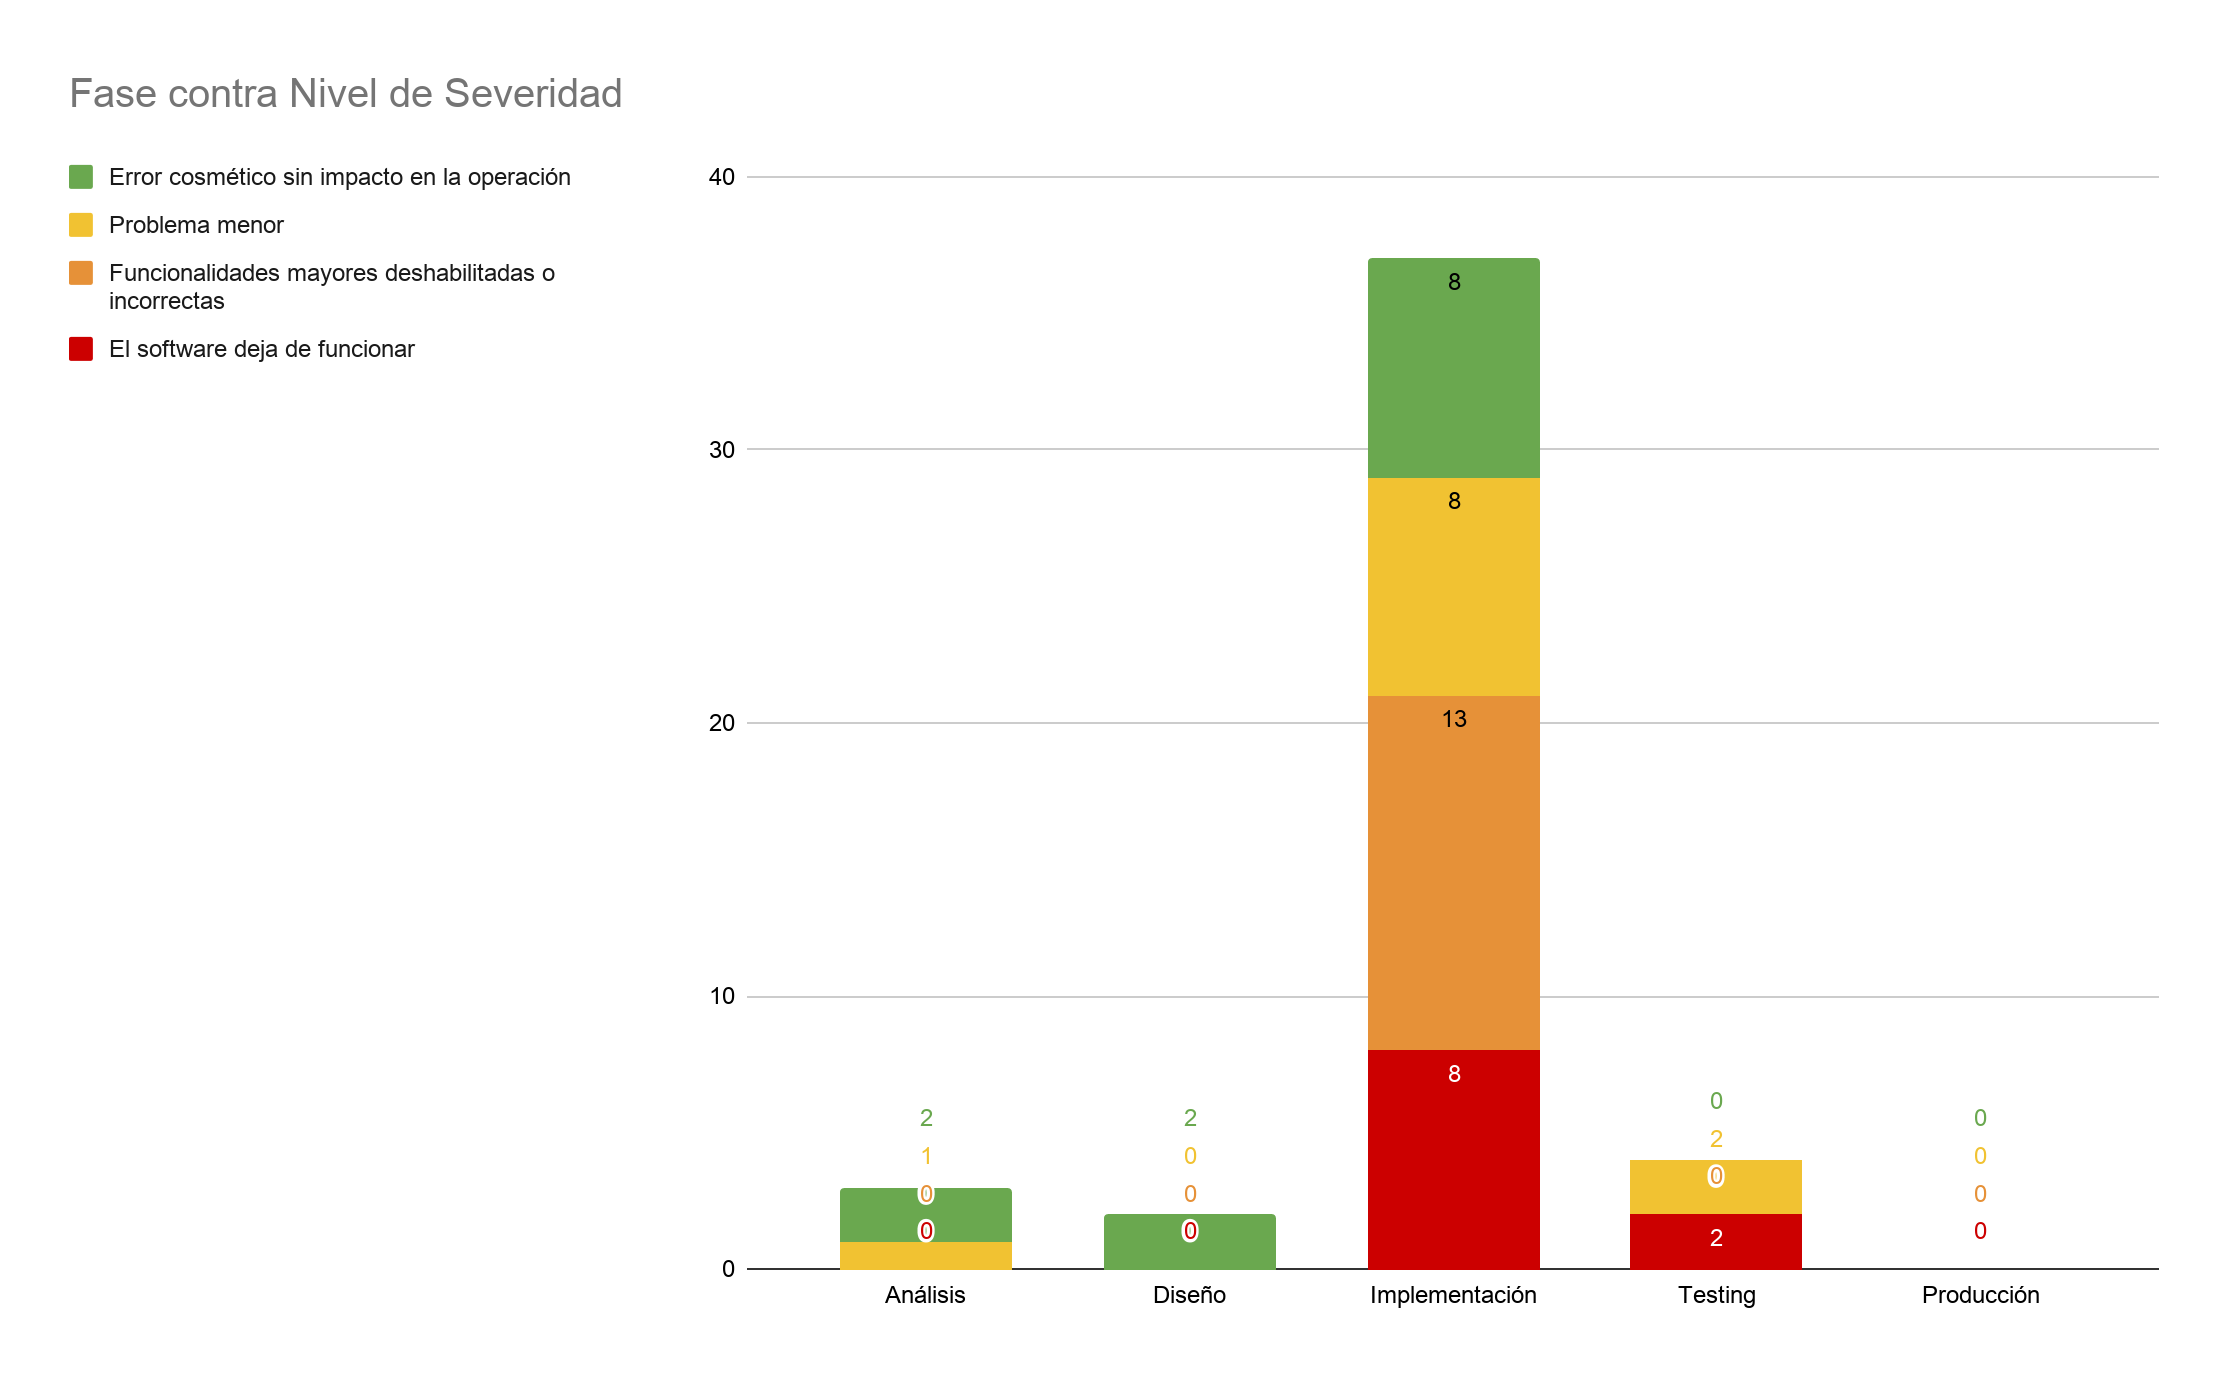 Fase contra Nivel de Severidad
Error cosmético sin impacto en la operación
Problema menor
Funcionalidades mayores deshabilitadas o
incorrectas
El software deja de funcionar
40
30
20
10
0
2
1
0
0
2
0
0
0
8
8
13
8
0
2
0
2
0
0
0
0
Análisis
Diseño
Implementación
Testing
Producción